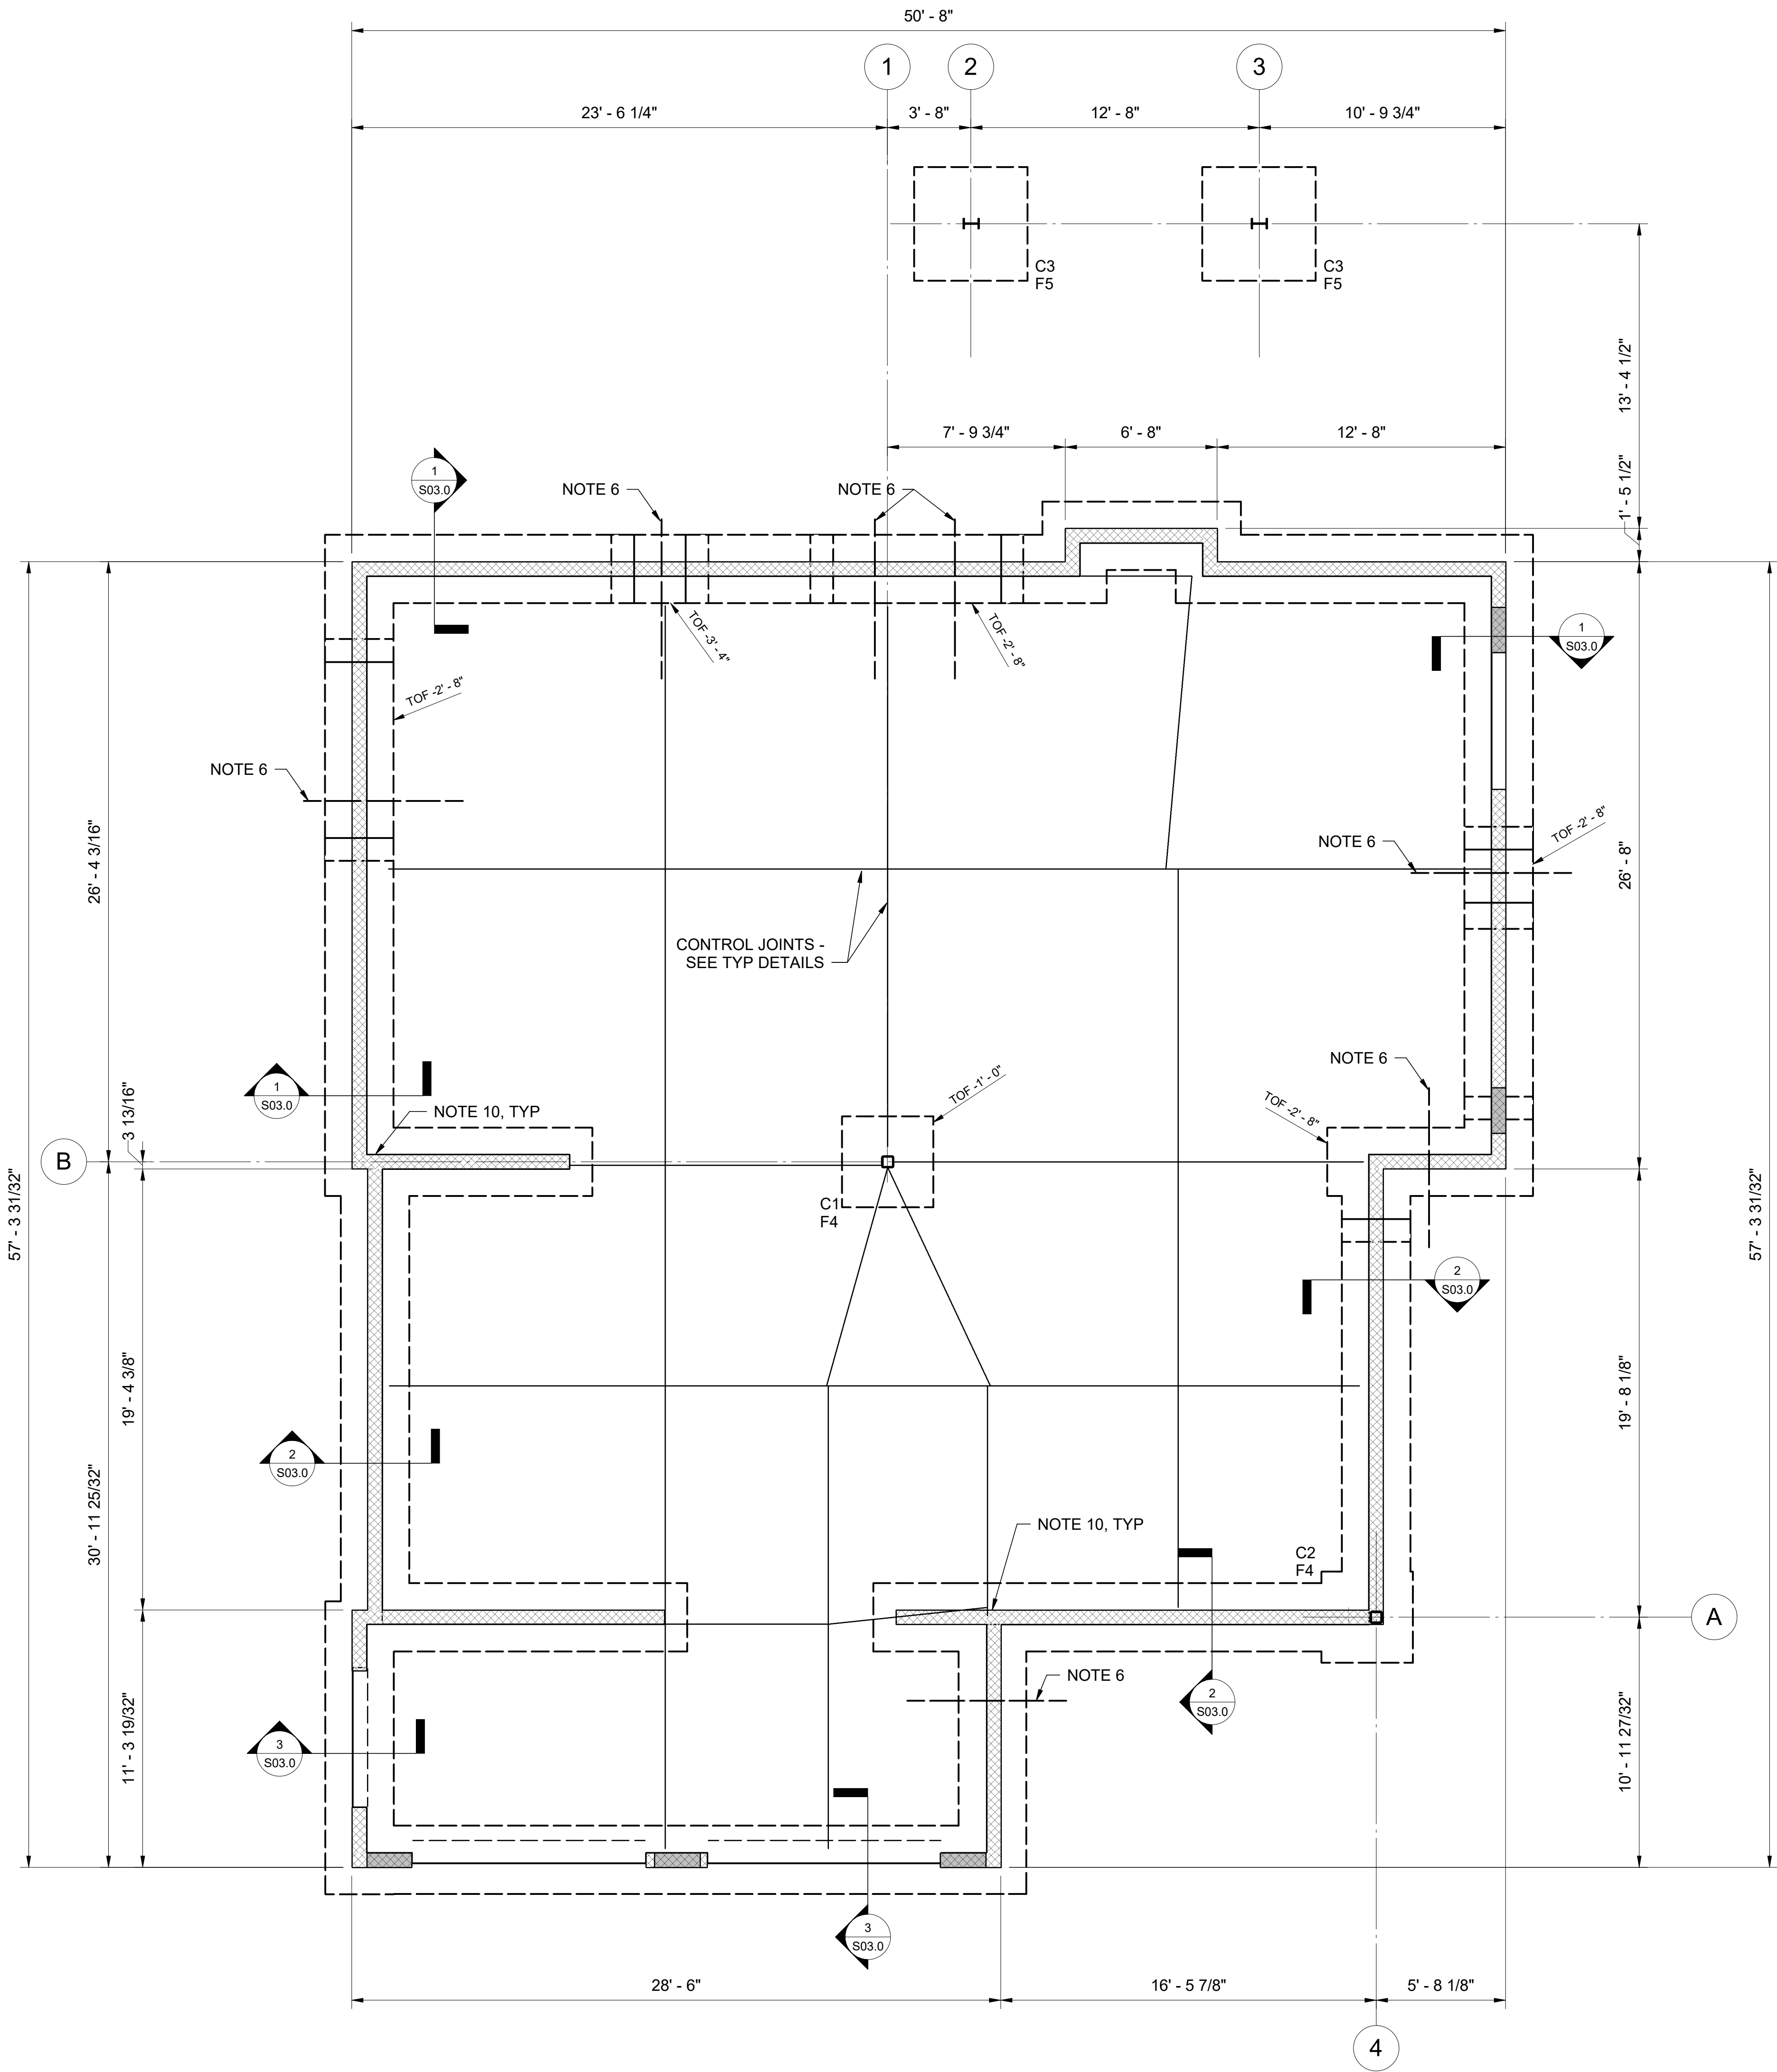 50' - 8"
1
2
3
23' - 6 1/4"
3' - 8"
12' - 8"
10' - 9 3/4"
C3
F5
C3
F5
13' - 4 1/2"
7' - 9 3/4"
6' - 8"
12' - 8"
1' - 5 1/2"
1
S03.0
NOTE 6
NOTE 6
TOF -3' - 4"
TOF -2' - 8"
1
S03.0
TOF -2' - 8"
NOTE 6
26' - 4 3/16"
NOTE 6
TOF -2' - 8"
26' - 8"
CONTROL JOINTS -
SEE TYP DETAILS
NOTE 6
1
S03.0
3 13/16"
NOTE 10, TYP
TOF -1' - 0"
TOF -2' - 8"
B
57' - 3 31/32"
57' - 3 31/32"
C1
F4
2
S03.0
19' - 4 3/8"
19' - 8 1/8"
2
S03.0
30' - 11 25/32"
NOTE 10, TYP
C2
F4
A
NOTE 6
2
S03.0
11' - 3 19/32"
10' - 11 27/32"
3
S03.0
3
S03.0
28' - 6"
16' - 5 7/8"
5' - 8 1/8"
4